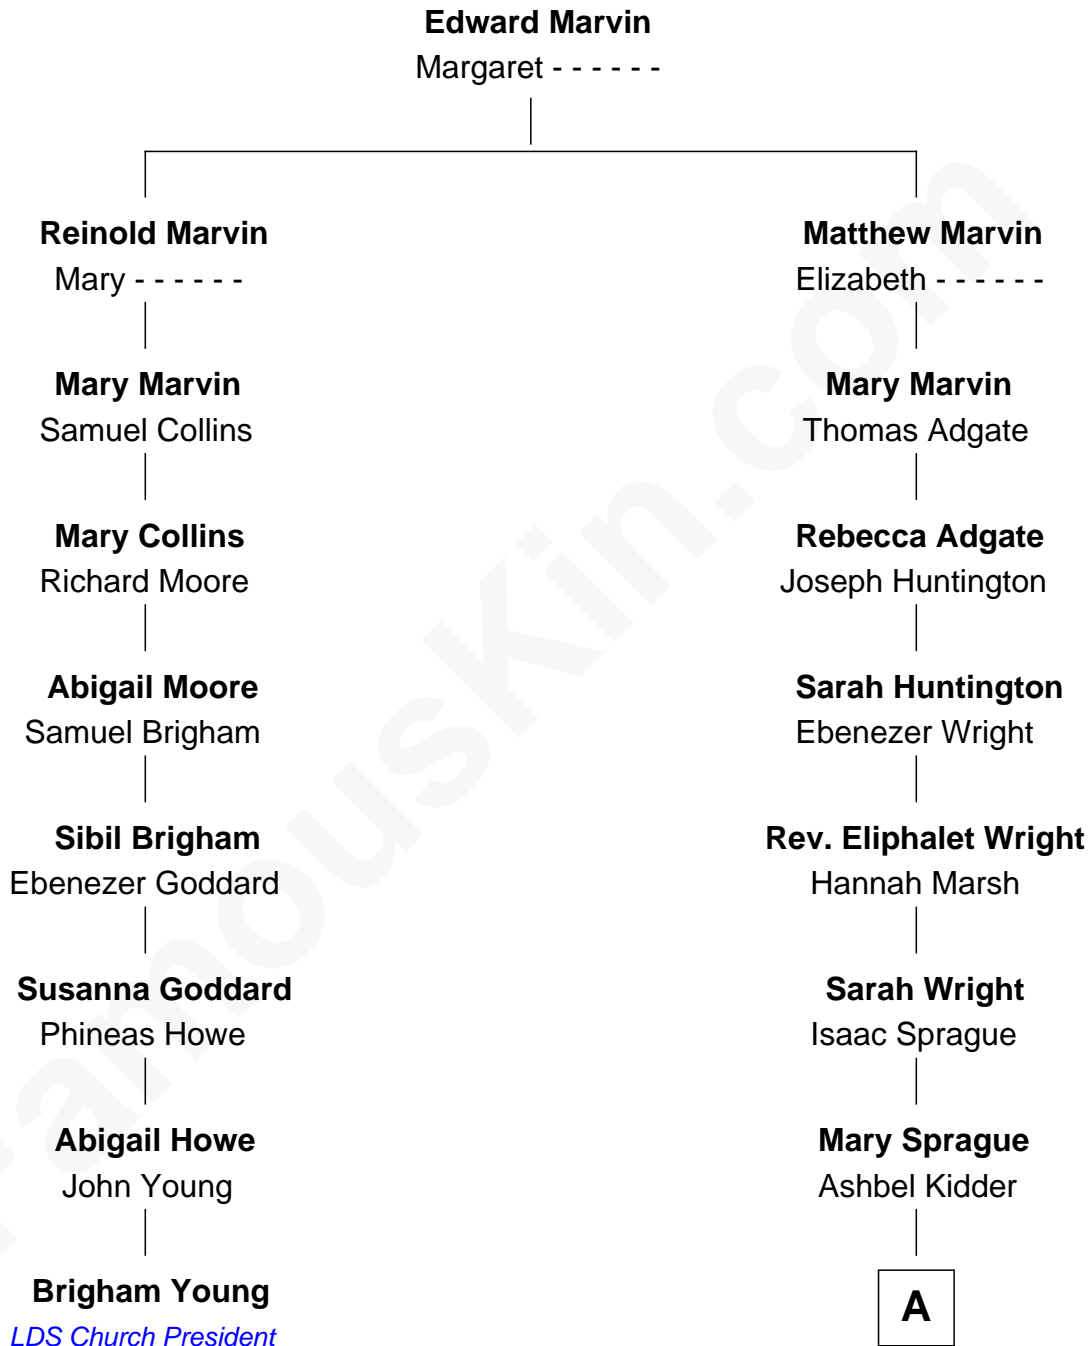 Edward Marvin
Margaret - - - - - -
Reinold Marvin
Mary - - - - - -
Mary Marvin
Samuel Collins
Mary Collins
Richard Moore
Abigail Moore
Samuel Brigham
Sibil Brigham
Ebenezer Goddard
Susanna Goddard
Phineas Howe
Abigail Howe
John Young
Brigham Young
LDS Church President
Matthew Marvin
Elizabeth - - - - - -
Mary Marvin
Thomas Adgate
Rebecca Adgate
Joseph Huntington
Sarah Huntington
Ebenezer Wright
Rev. Eliphalet Wright
Hannah Marsh
Sarah Wright
Isaac Sprague
Mary Sprague
Ashbel Kidder
A
FamousKin.com